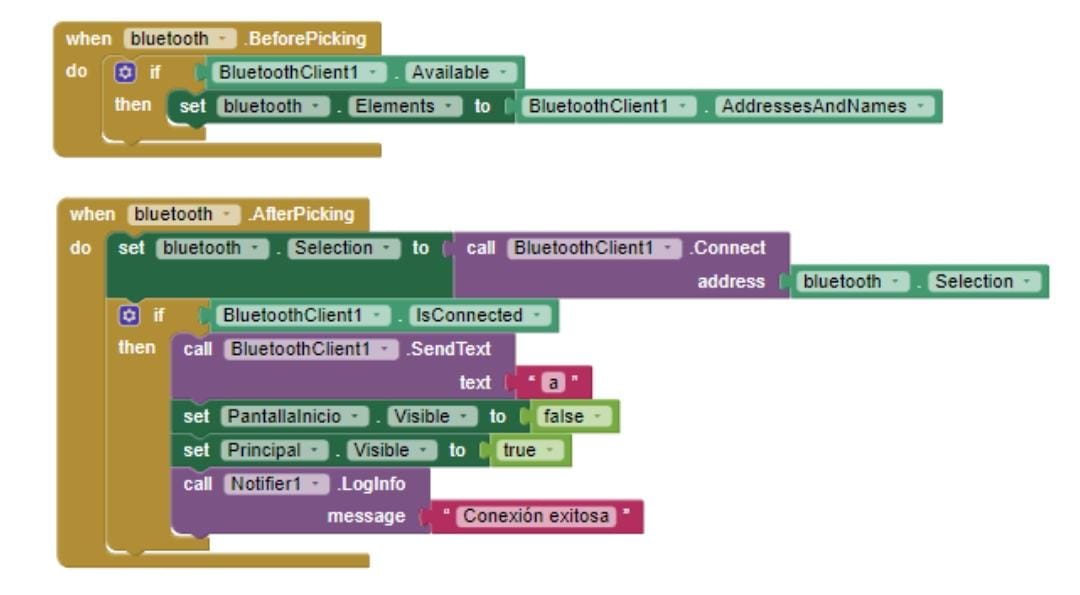 when bluetooth .BeforePicking
do if BluetoothClient1 . Available
then set bluetooth . Elements to BluetoothClient1 . AddressesAndNames
when bluetooth .AfterPicking
do set bluetooth . Selection to call BluetoothClient1 .Connect
address bluetooth . Selection
if BluetoothClient1 . IsConnected
then call BluetoothClient1 .SendText
text " a "
set PantallaInicio . Visible to false
set Principal . Visible to true
call Notifier1 .LogInfo
message " Conexión exitosa "